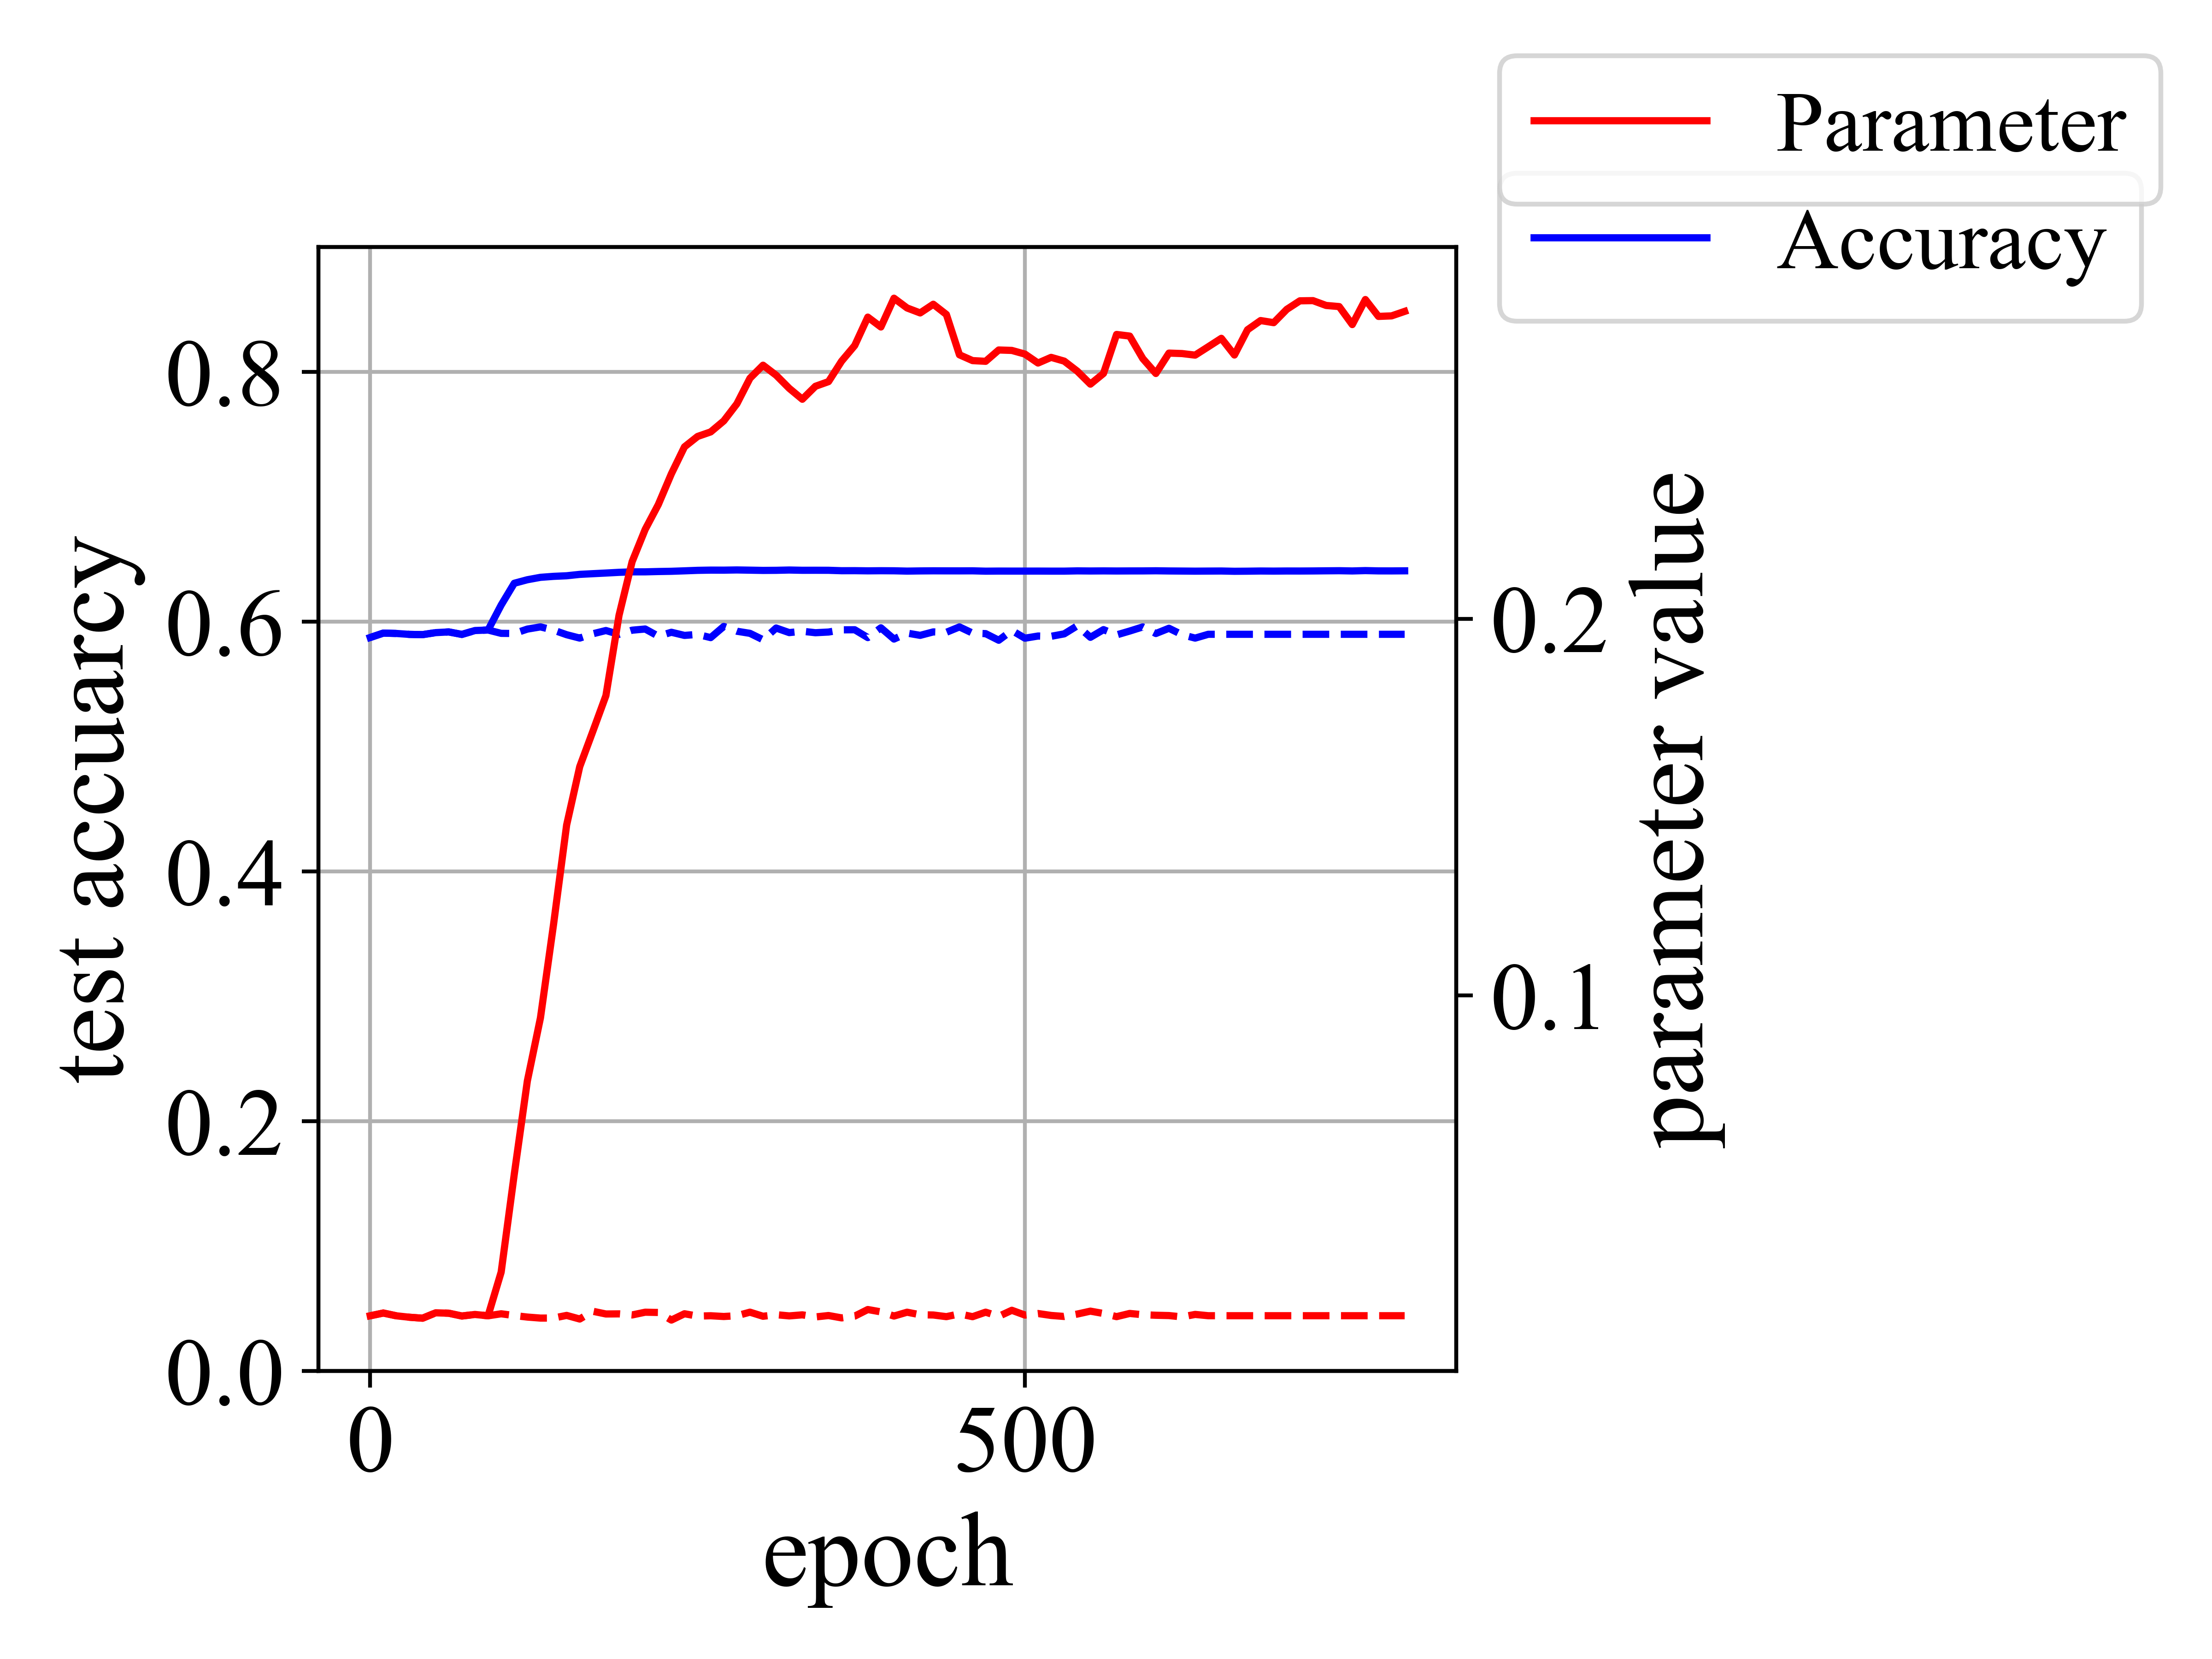 Parameter
Accuracy
0.8
0.6
0.4
0.2
0.0
test accuarcy
0.2
0.1
parameter value
0
500
epoch